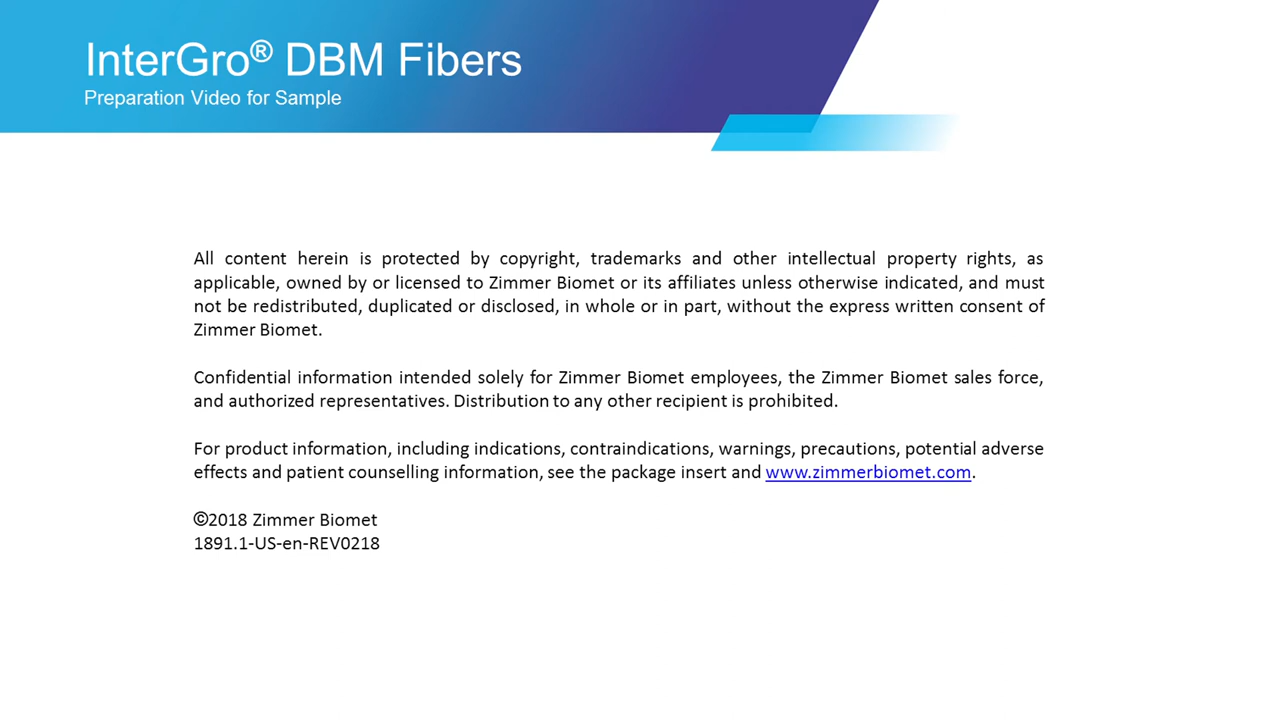 InterGro® DBM Fibers
Preparation Video for Sample
All content herein is protected by copyright, trademarks and other intellectual property rights, as
applicable, owned by or licensed to Zimmer Biomet or its affiliates unless otherwise indicated, and must
not be redistributed, duplicated or disclosed, in whole or in part, without the express written consent of
Zimmer Biomet.
Confidential information intended solely for Zimmer Biomet employees, the Zimmer Biomet sales force,
and authorized representatives. Distribution to any other recipient is prohibited.
For product information, including indications, contraindications, warnings, precautions, potential adverse
effects and patient counselling information, see the package insert and www.zimmerbiomet.com.
©2018 Zimmer Biomet
1891.1-US-en-REV0218